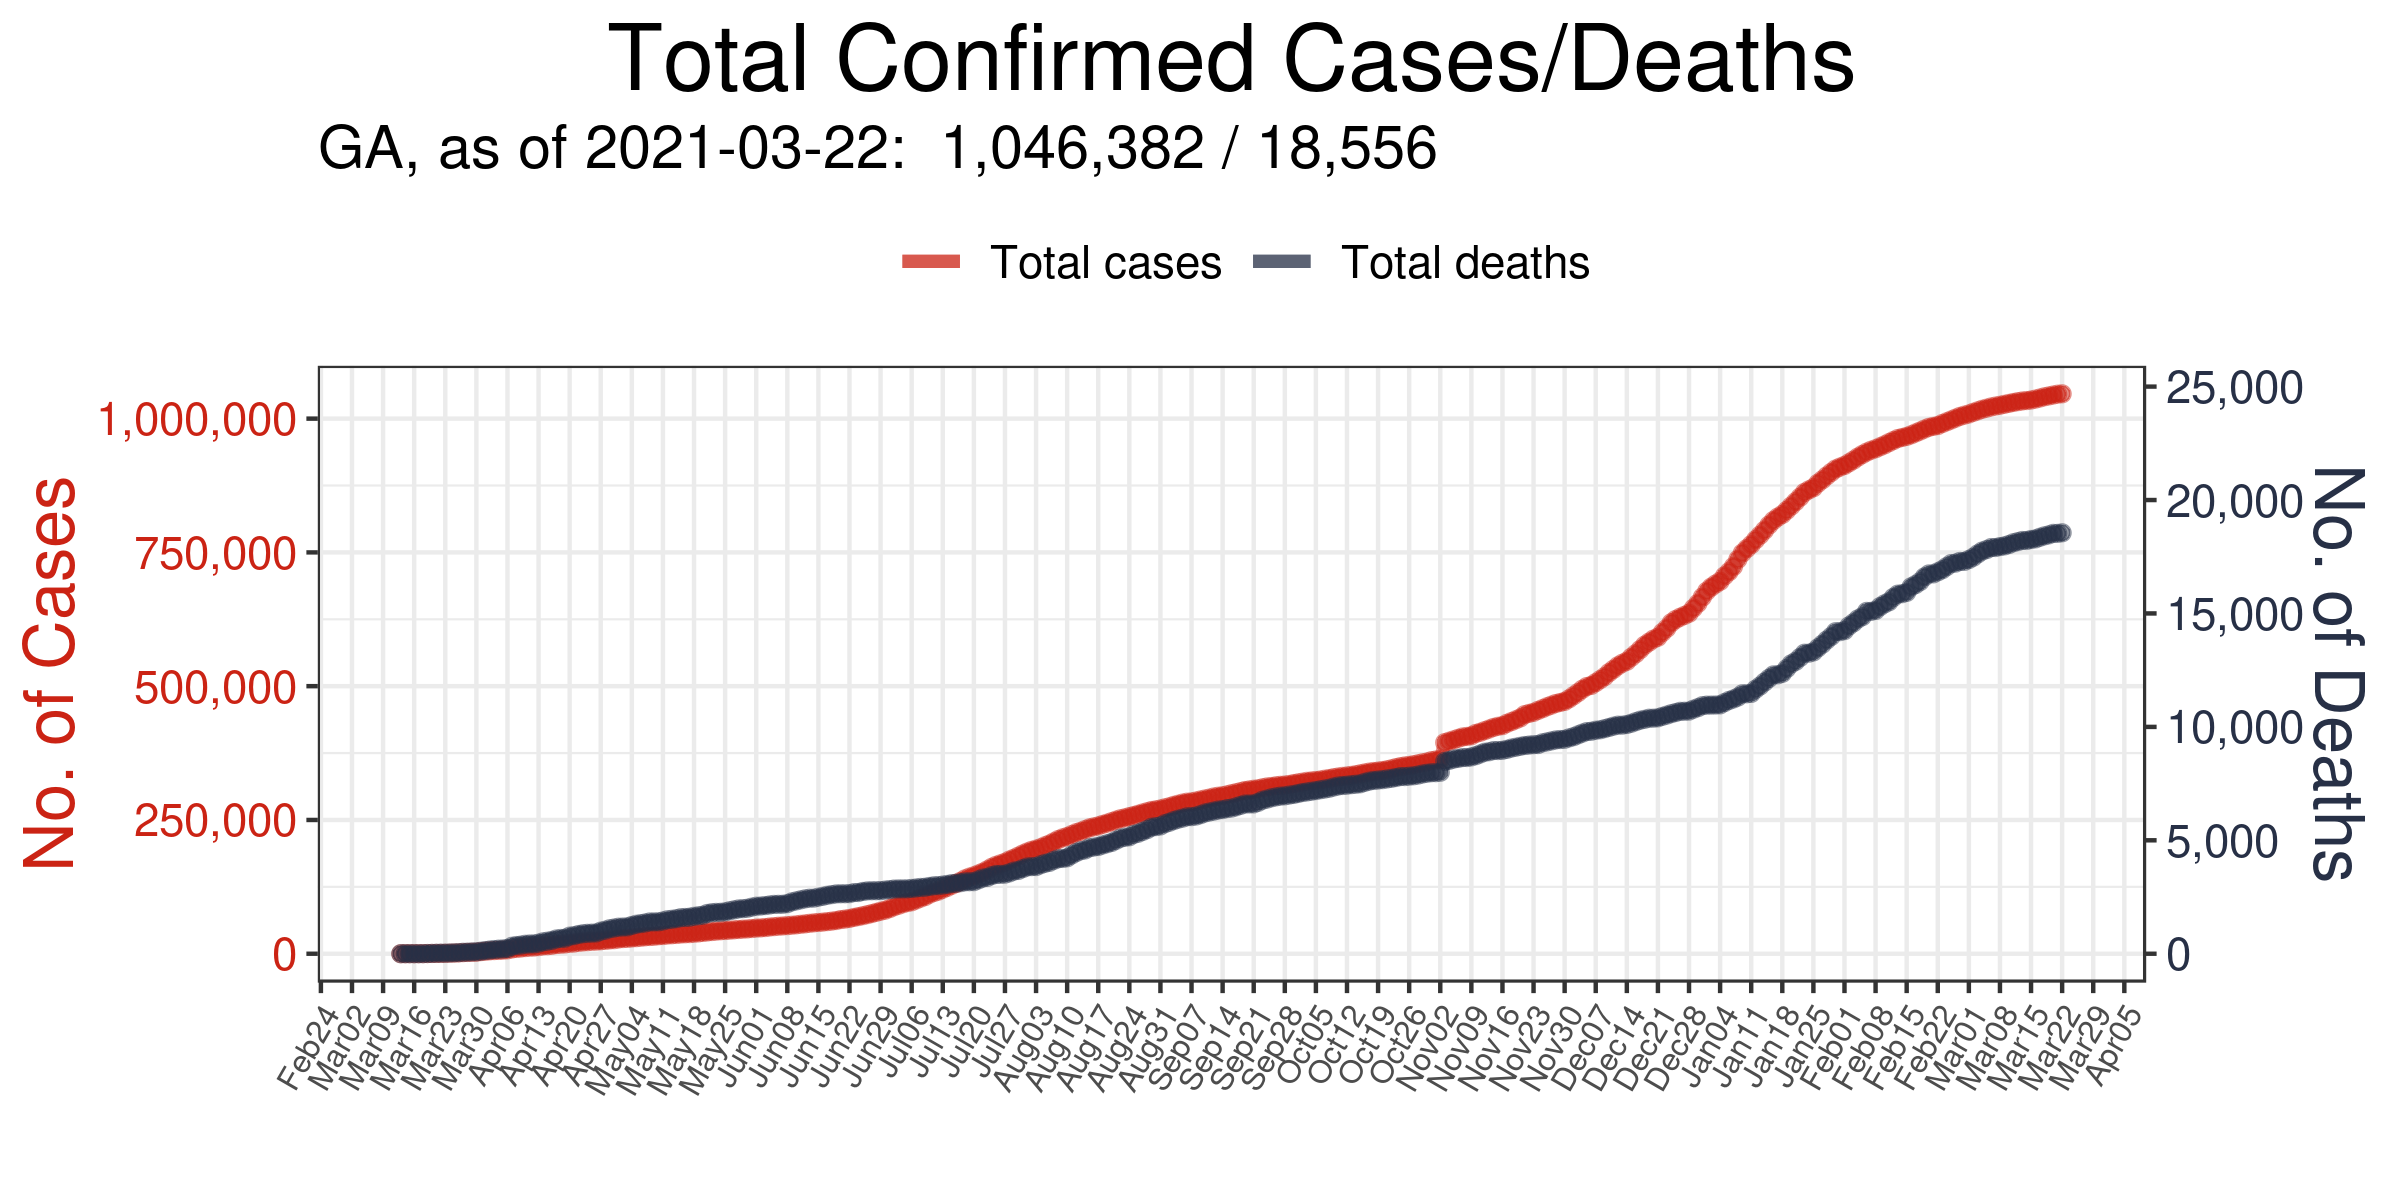 Total Confirmed Cases/Deaths
GA, as of 2021-03-22:  1,046,382 / 18,556
Total cases
Total deaths
No. of Cases
1,000,000
750,000
500,000
250,000
0
25,000
20,000
15,000
10,000
5,000
0
No. of Deaths
Feb24
Mar02
Mar09
Mar16
Mar23
Mar30
Apr06
Apr13
Apr20
Apr27
May04
May11
May18
May25
Jun01
Jun08
Jun15
Jun22
Jun29
Jul06
Jul13
Jul20
Jul27
Aug03
Aug10
Aug17
Aug24
Aug31
Sep07
Sep14
Sep21
Sep28
Oct05
Oct12
Oct19
Oct26
Nov02
Nov09
Nov16
Nov23
Nov30
Dec07
Dec14
Dec21
Dec28
Jan04
Jan11
Jan18
Jan25
Feb01
Feb08
Feb15
Feb22
Mar01
Mar08
Mar15
Mar22
Mar29
Apr05